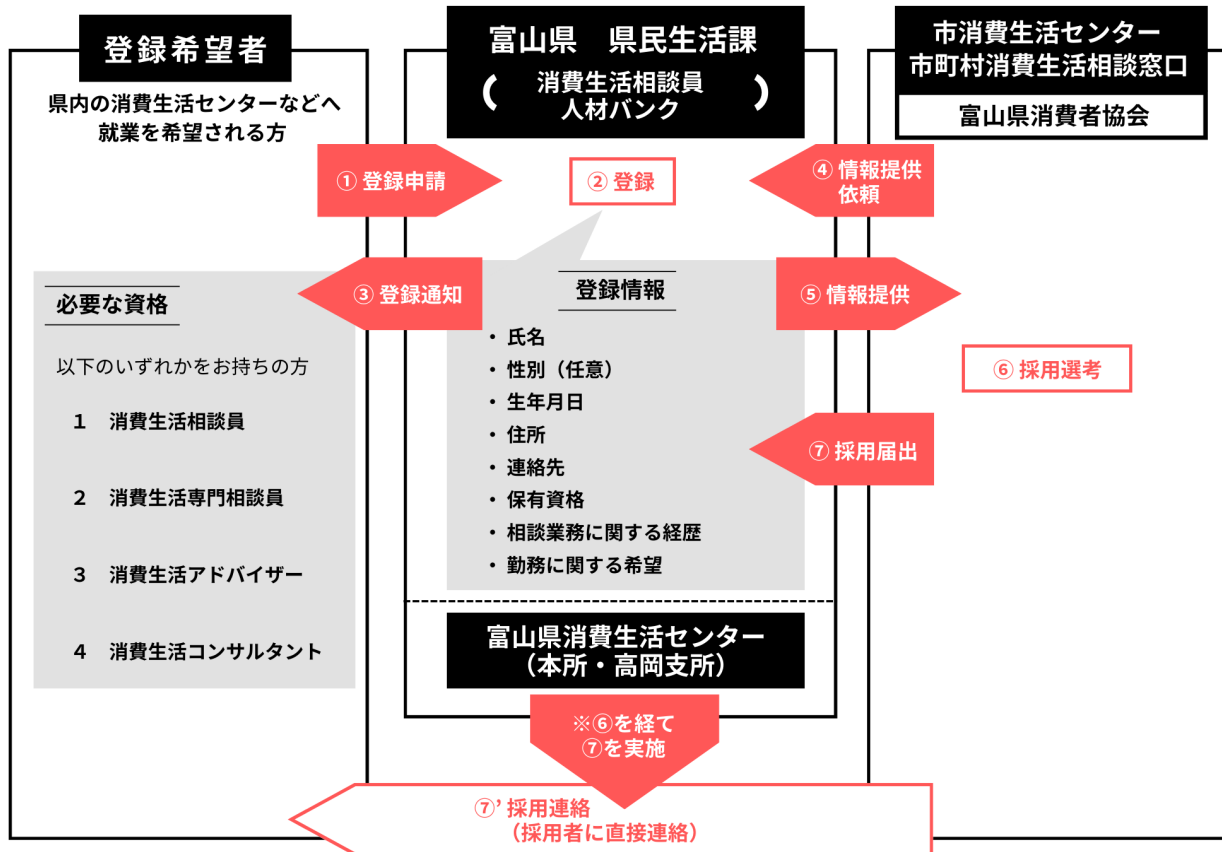 登録希望者
県内の消費生活センターなどへ
就業を希望される方
富山県　県民生活課
（　消費生活相談員　）
人材バンク
市消費生活センター
市町村消費生活相談窓口
富山県消費者協会
① 登録申請
② 登録
④ 情報提供
依頼
③ 登録通知
⑤ 情報提供
必要な資格
以下のいずれかをお持ちの方
1　消費生活相談員
2　消費生活専門相談員
3　消費生活アドバイザー
4　消費生活コンサルタント
登録情報
・ 氏名
・ 性別（任意）
・ 生年月日
・ 住所
・ 連絡先
・ 保有資格
・ 相談業務に関する経歴
・ 勤務に関する希望
⑥ 採用選考
⑦ 採用届出
富山県消費生活センター
（本所・高岡支所）
※⑥を経て
⑦を実施
⑦’ 採用連絡
（採用者に直接連絡）